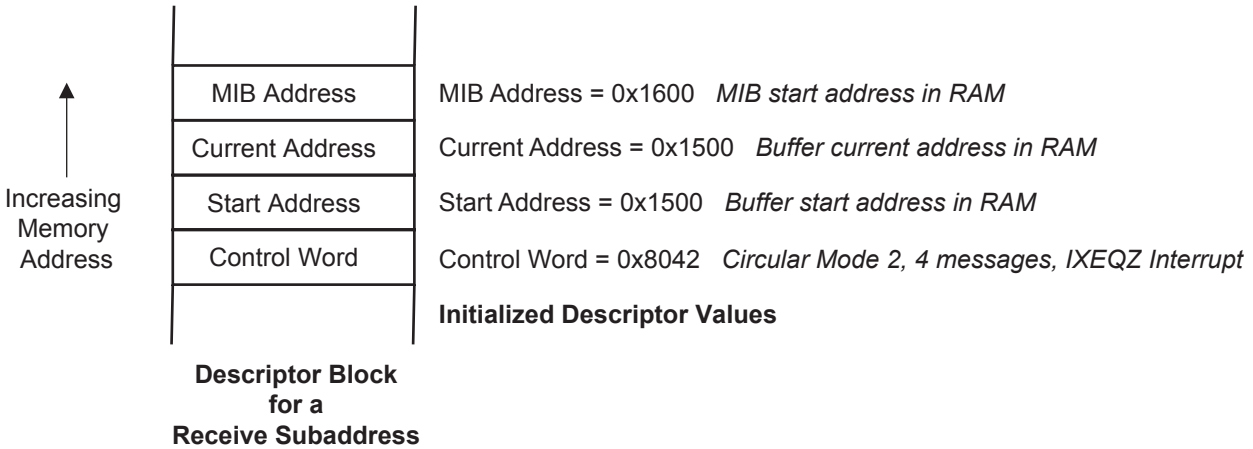 MIB Address
MIB Address = 0x1600 MIB start address in RAM
Current Address
Current Address = 0x1500 Buffer current address in RAM
Increasing
Memory
Address
Start Address
Start Address = 0x1500 Buffer start address in RAM
Control Word
Control Word = 0x8042 Circular Mode 2, 4 messages, IXEQZ Interrupt
Initialized Descriptor Values
Descriptor Block
for a
Receive Subaddress